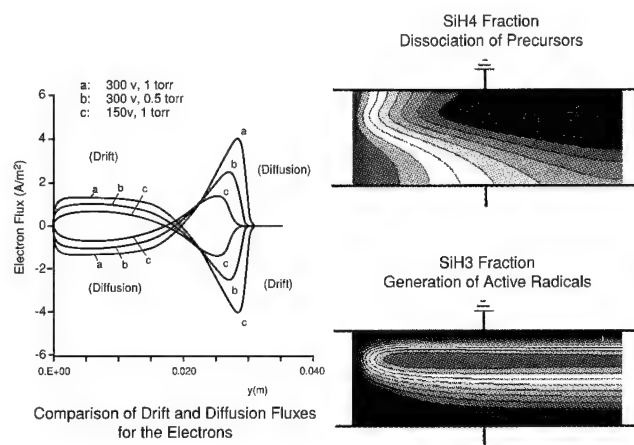 a: 300 v, 1 torr
b: 300 v, 0.5 torr
c: 150v, 1 torr
6
4
2
0
-2
-4
-6
Electron Flux (A/m²)
(Drift)
a b c
(Diffusion)
a b c
a
b
c
(Diffusion)
c
b
c
(Drift)
0.E+00 0.020 0.040
y(m)
Comparison of Drift and Diffusion Fluxes
for the Electrons
SiH4 Fraction
Dissociation of Precursors
SiH3 Fraction
Generation of Active Radicals